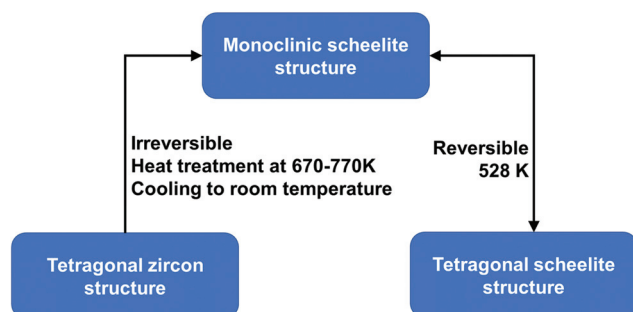 Monoclinic scheelite
structure
Irreversible
Heat treatment at 670-770K
Cooling to room temperature
Reversible
528 K
Tetragonal zircon
structure
Tetragonal scheelite
structure